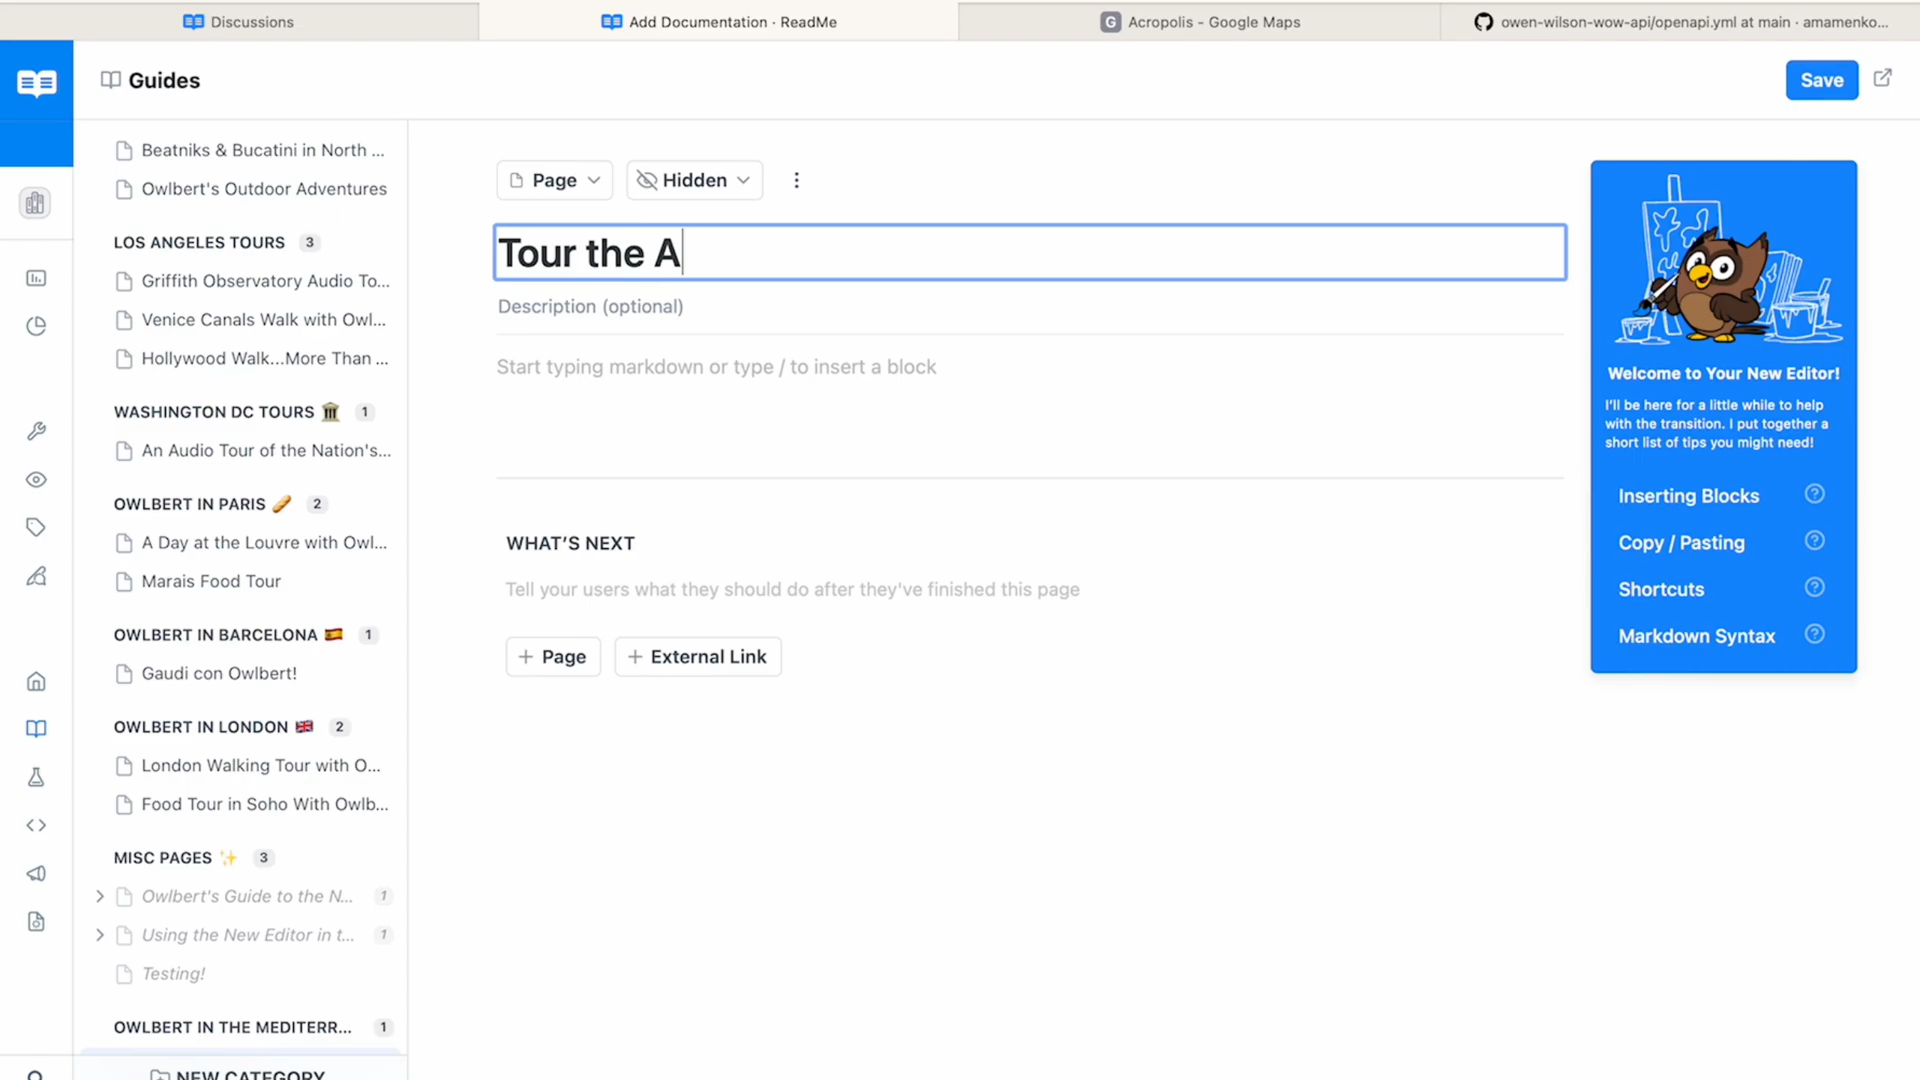 Discussions
Add Documentation · ReadMe
G Acropolis - Google Maps
owen-wilson-wow-api/openapi.yml at main · amamenko...
Guides
Save
Beatniks & Bucatini in North ...
Owlbert's Outdoor Adventures
LOS ANGELES TOURS 3
Griffith Observatory Audio To...
Venice Canals Walk with Owl...
Hollywood Walk...More Than ...
WASHINGTON DC TOURS 🏛️ 1
An Audio Tour of the Nation's...
OWLBERT IN PARIS 🥖 2
A Day at the Louvre with Owl...
Marais Food Tour
OWLBERT IN BARCELONA 🇪🇸 1
Gaudi con Owlbert!
OWLBERT IN LONDON 🇬🇧 2
London Walking Tour with O...
Food Tour in Soho With Owlb...
MISC PAGES ✨ 3
Owlbert's Guide to the N... 1
Using the New Editor in t... 1
Testing!
OWLBERT IN THE MEDITERR... 1
NEW CATEGORY
Page
Hidden
Tour the A
Description (optional)
Start typing markdown or type / to insert a block
WHAT'S NEXT
Tell your users what they should do after they've finished this page
+ Page
+ External Link
Welcome to Your New Editor!
I'll be here for a little while to help
with the transition. I put together a
short list of tips you might need!
Inserting Blocks ?
Copy / Pasting ?
Shortcuts ?
Markdown Syntax ?